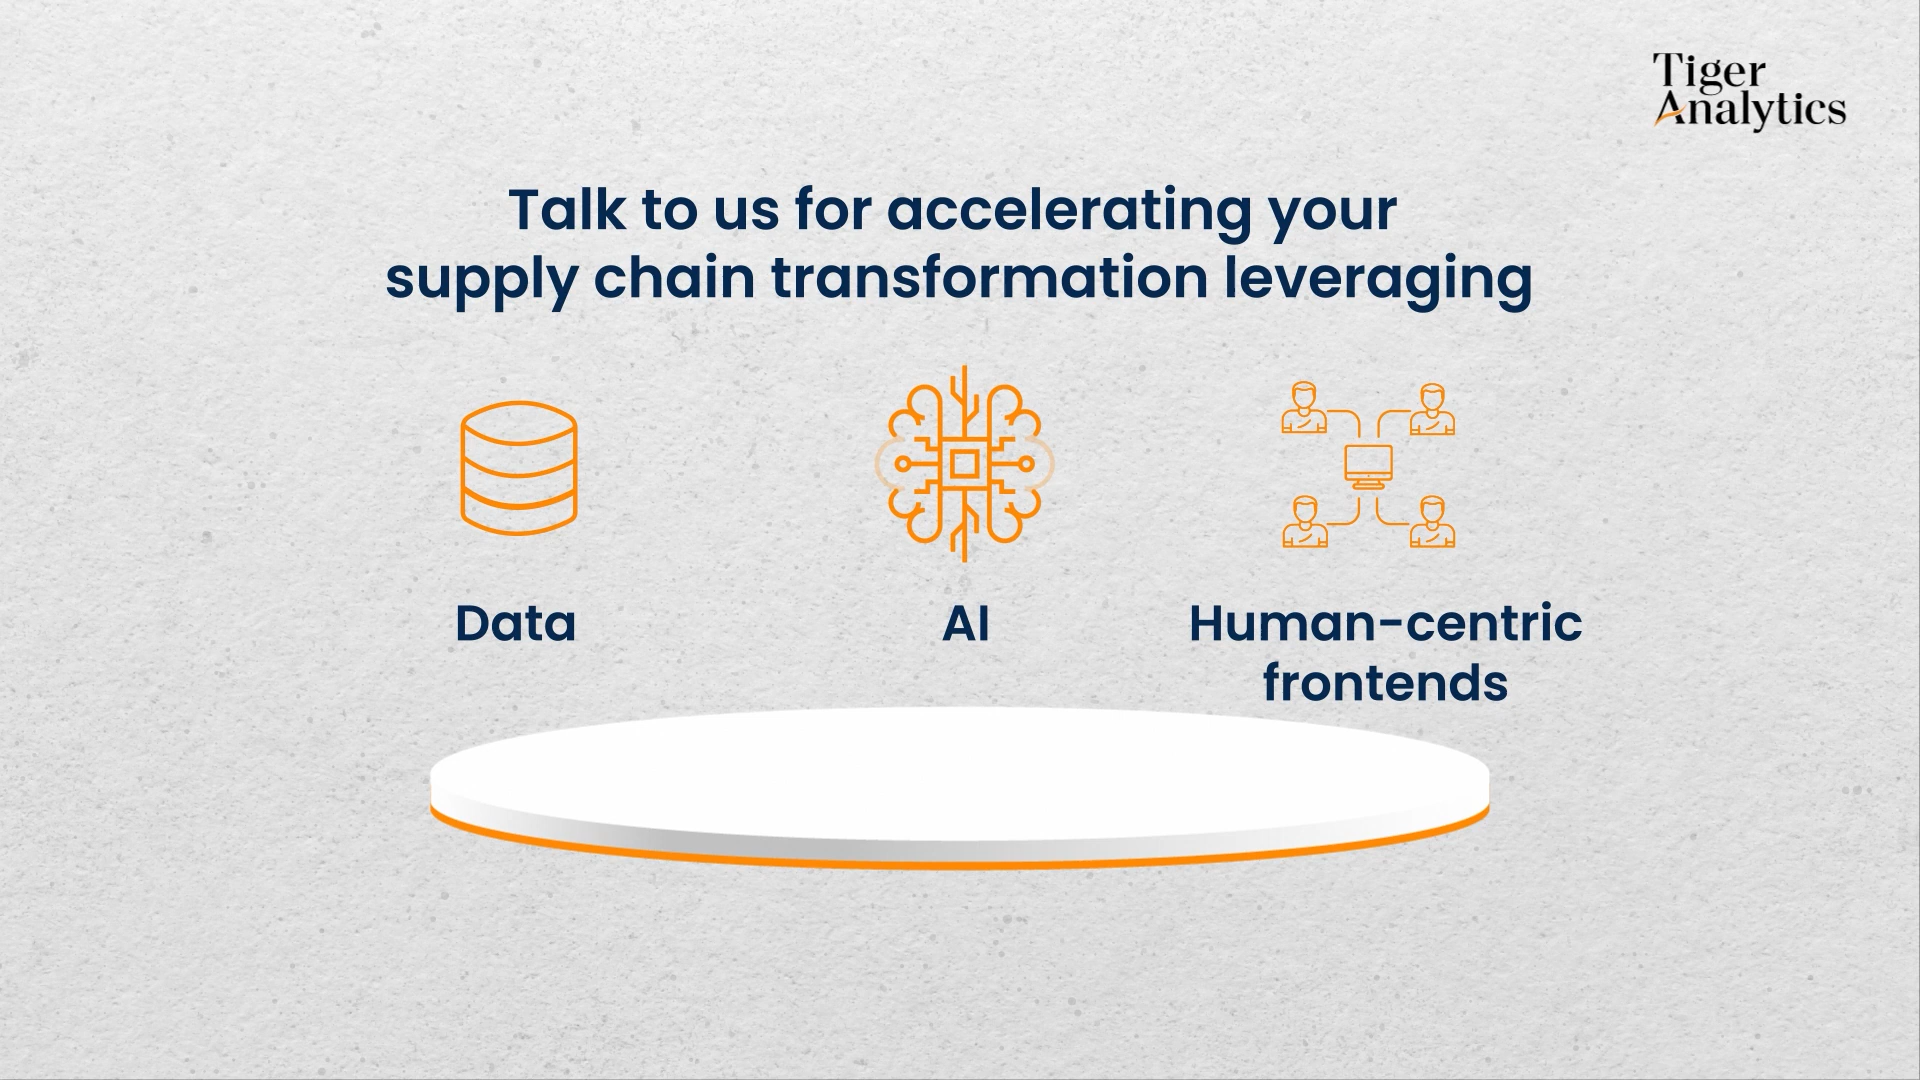 Tiger
Analytics
Talk to us for accelerating your
supply chain transformation leveraging
Data
AI
Human-centric
frontends